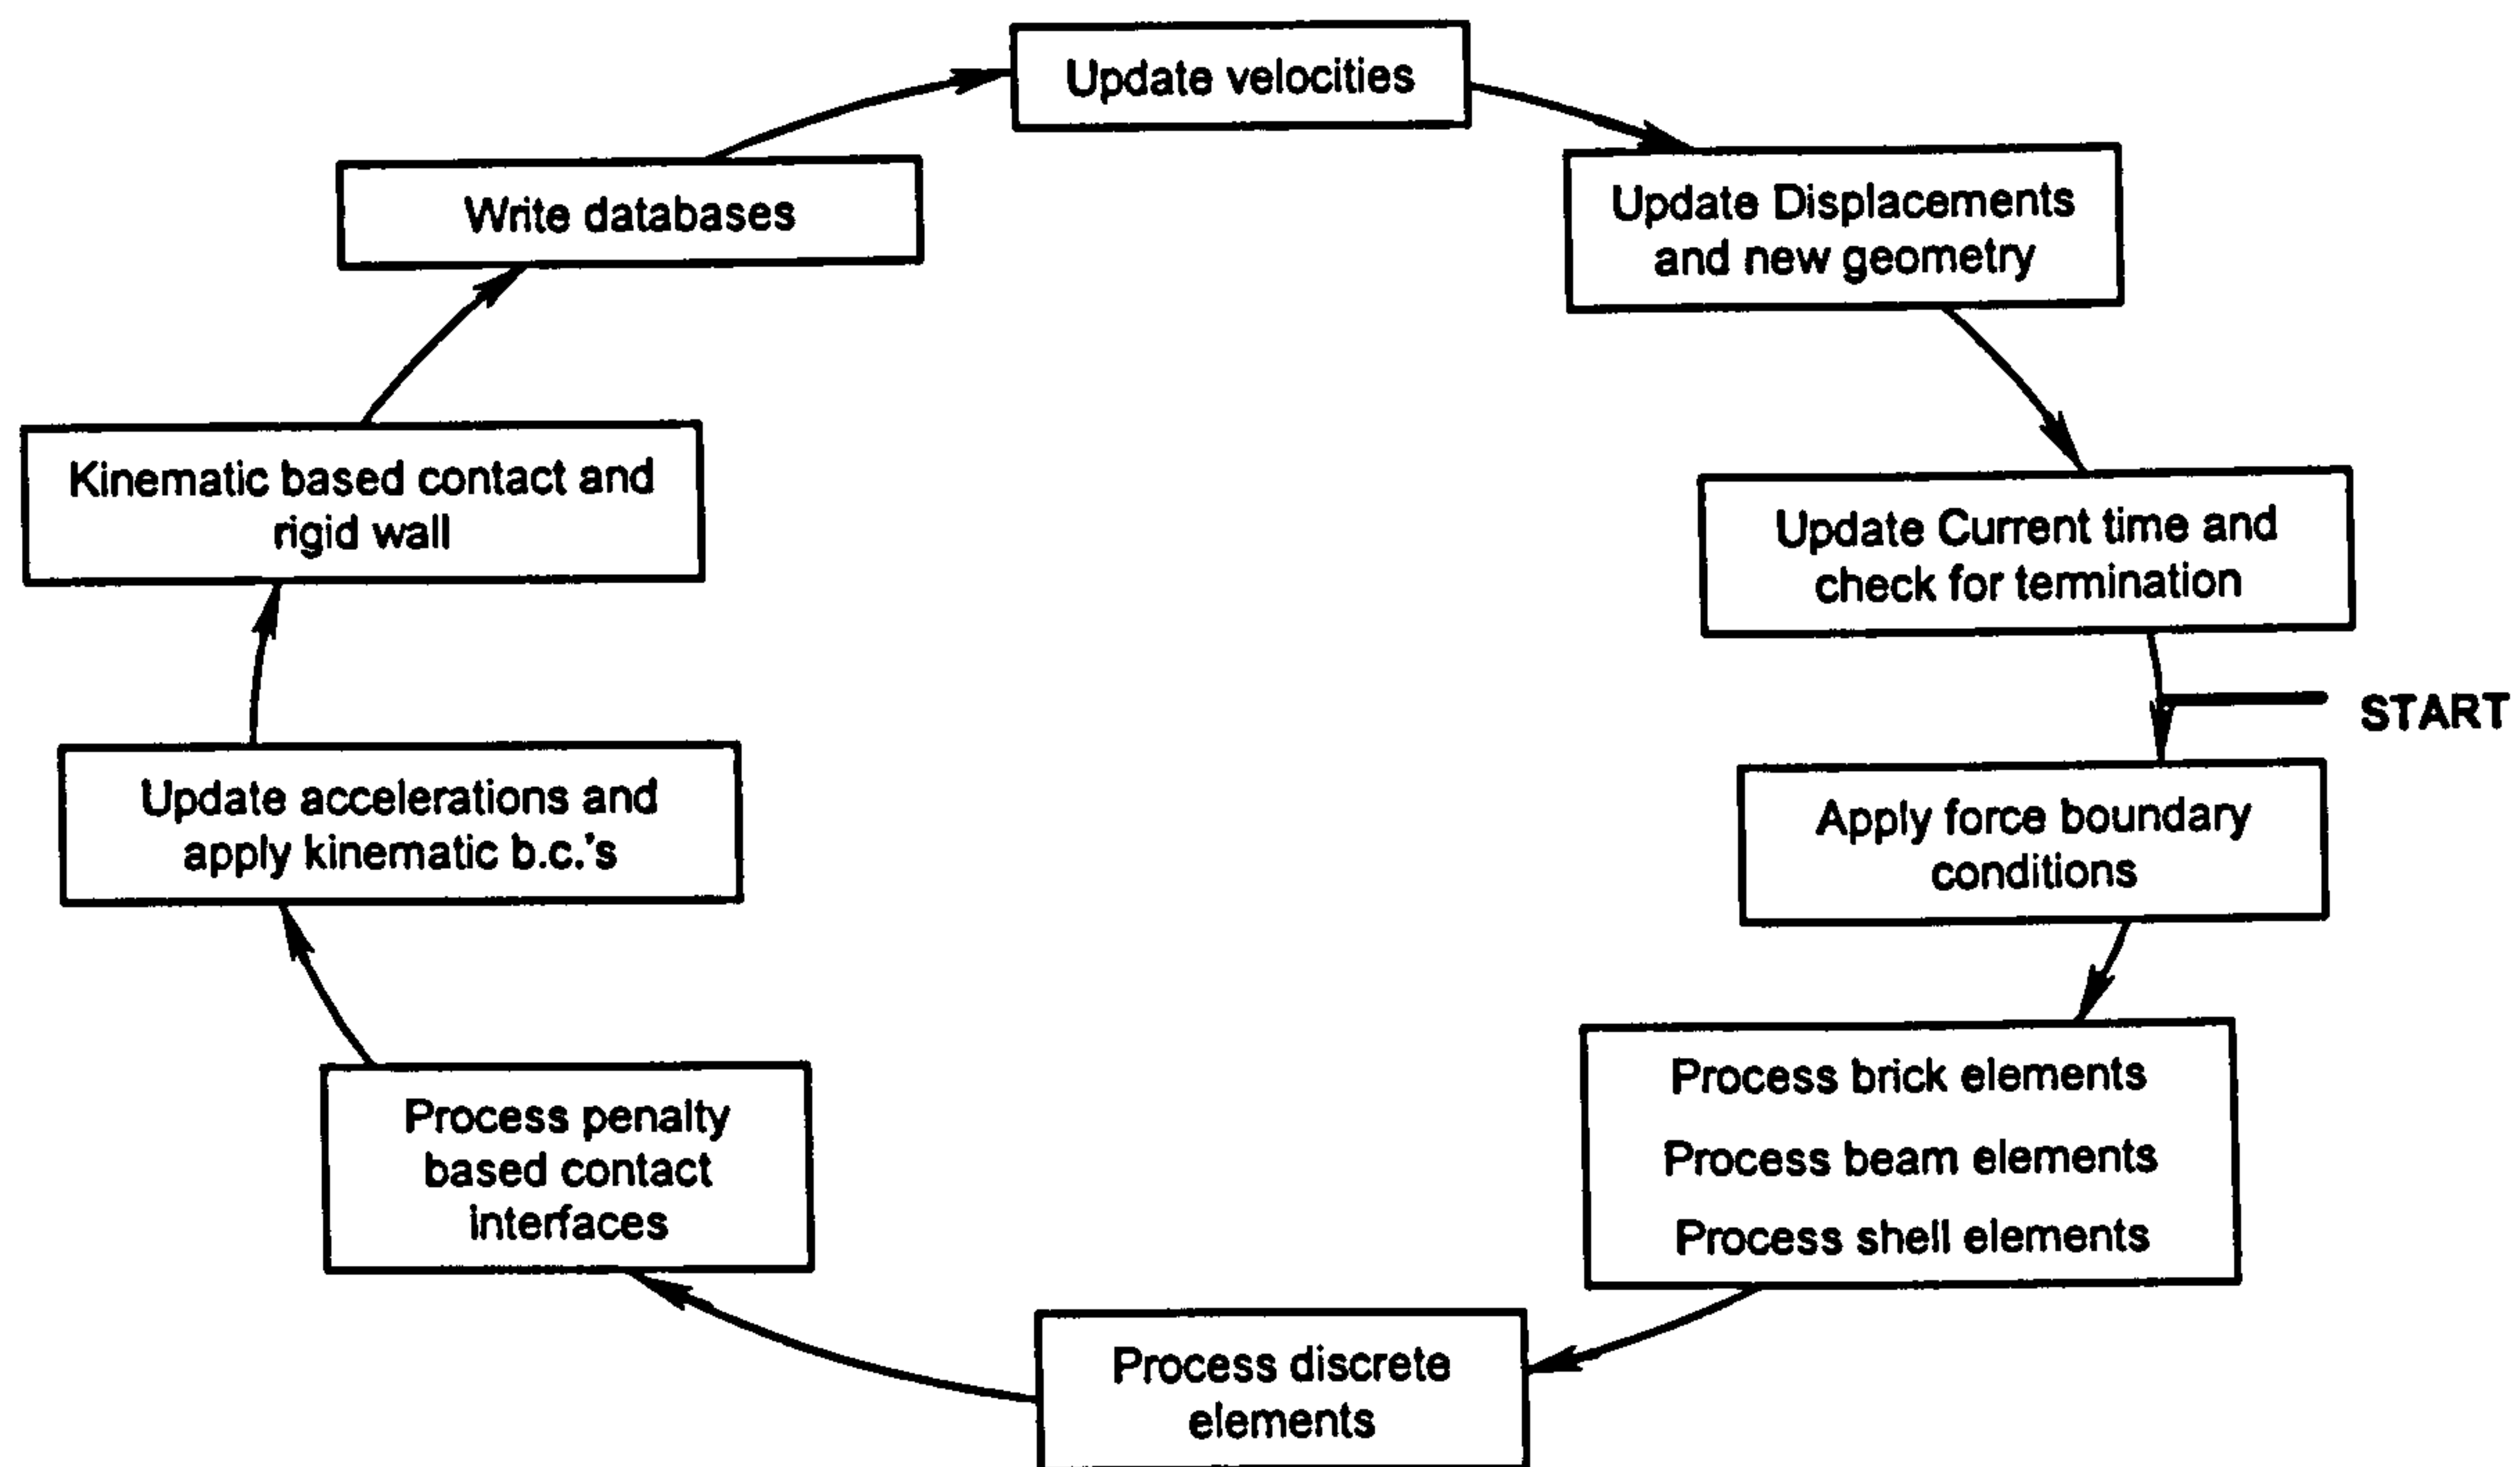 Update velocities
Write databases
Update Displacements
and new geometry
Kinematic based contact and
rigid wall
Update Current time and
check for termination
START
Update accelerations and
apply kinematic b.c.'s
Apply force boundary
conditions
Process penalty
based contact
interfaces
Process brick elements
Process beam elements
Process shell elements
Process discrete
elements